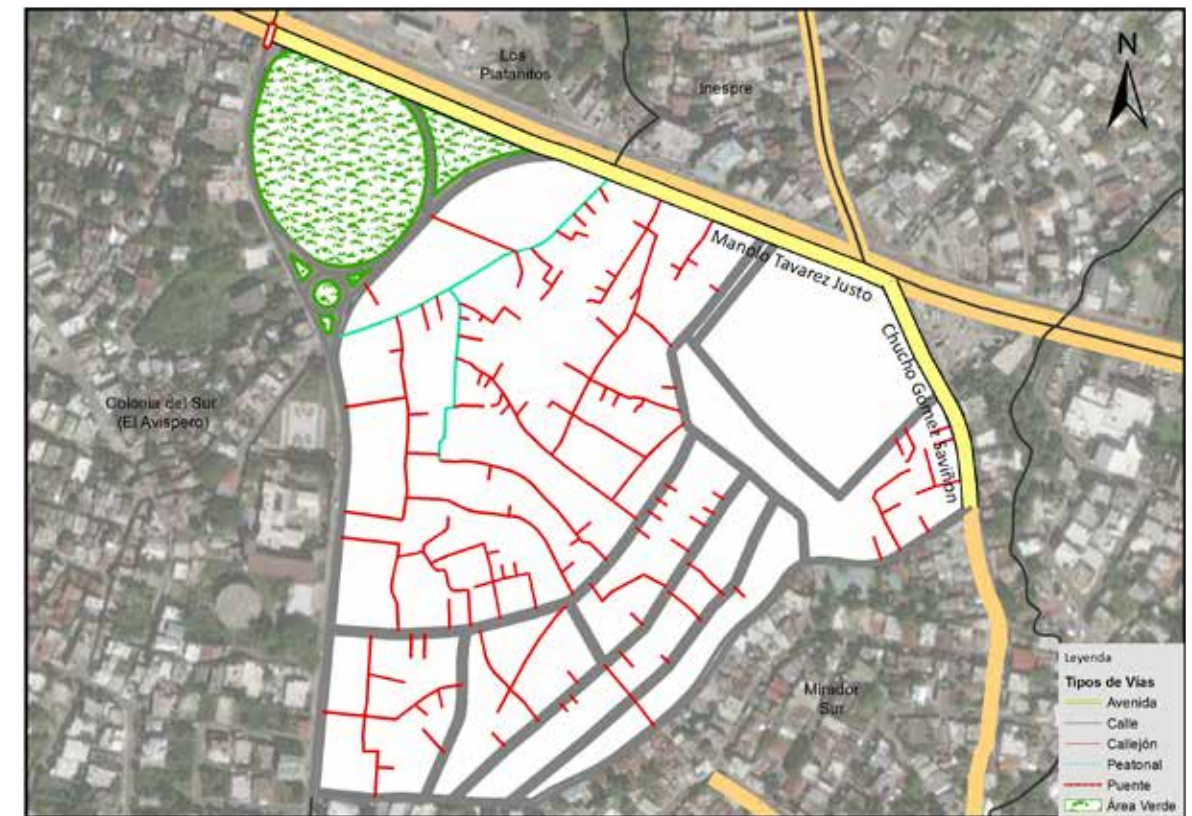 N
Los
Platanitos
Inespre
Manolo Tavarez Justo
Chucho Gómez Saviñon
Colonia del Sur
(El Avispero)
Mirador
Sur
Leyenda
Tipos de Vías
Avenida
Calle
Callejón
Peatonal
Puente
Área Verde